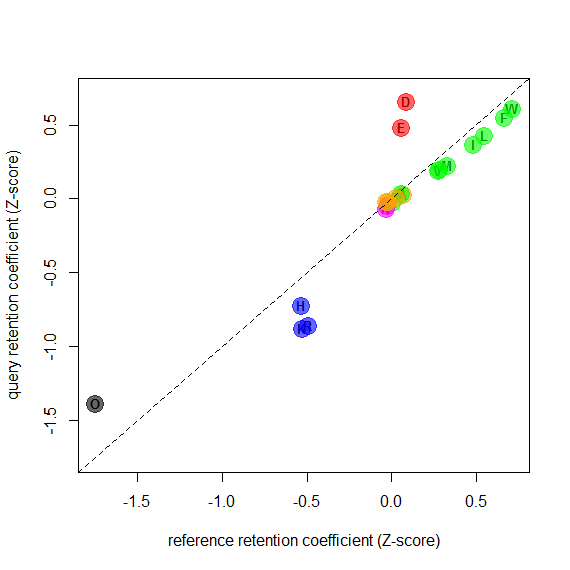 D
E
W
F
L
I
M
H
R
K
O
0.5
0.0
-0.5
-1.0
-1.5
query retention coefficient (Z-score)
-1.5 -1.0 -0.5 0.0 0.5
reference retention coefficient (Z-score)